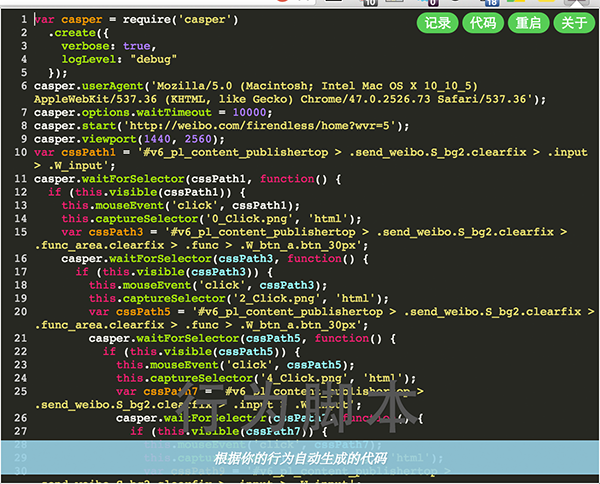 记录 代码 重启 关于
1 var casper = require('casper')
2 .create({
3 verbose: true,
4 logLevel: "debug"
5 });
6 casper.userAgent('Mozilla/5.0 (Macintosh; Intel Mac OS X 10_10_5)
AppleWebKit/537.36 (KHTML, like Gecko) Chrome/47.0.2526.73 Safari/537.36');
7 casper.options.waitTimeout = 10000;
8 casper.start('http://weibo.com/firendless/home?wvr=5');
9 casper.viewport(1440, 2560);
10 var cssPath1 = '#v6_pl_content_publishertop > .send_weibo.S_bg2.clearfix > .input
> .W_input';
11 casper.waitForSelector(cssPath1, function() {
12 if (this.visible(cssPath1)) {
13 this.mouseEvent('click', cssPath1);
14 this.captureSelector('0_Click.png', 'html');
15 var cssPath3 = '#v6_pl_content_publishertop > .send_weibo.S_bg2.clearfix >
.func_area.clearfix > .func > .W_btn_a.btn_30px';
16 casper.waitForSelector(cssPath3, function() {
17 if (this.visible(cssPath3)) {
18 this.mouseEvent('click', cssPath3);
19 this.captureSelector('2_Click.png', 'html');
20 var cssPath5 = '#v6_pl_content_publishertop > .send_weibo.S_bg2.clearfix >
.func_area.clearfix > .func > .W_btn_a.btn_30px';
21 casper.waitForSelector(cssPath5, function() {
22 if (this.visible(cssPath5)) {
23 this.mouseEvent('click', cssPath5);
24 this.captureSelector('4_Click.png', 'html');
25 var cssPath7 '#v6_pl_content_publishertop >
.send_weibo.S_bg2.clearfix > .input > .W_input';
26 casper.waitForSelector(cssPath7, function() {
27 if (this.visible(cssPath7)) {
行为脚本
28 this.mouseEvent('click', cssPath7);
根据你的行为自动生成的代码